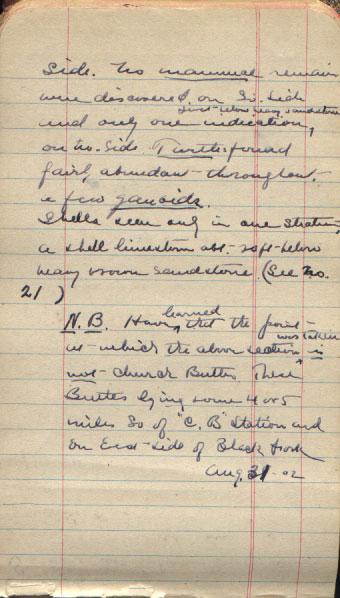 side. No mammal remains
were discovered on So. Side
just below heavy sandstone
and only one indication,
on No. Side. Turtle found
fairly abundant throughout.
a few ganoids.
Shells seen only in one stratum,
a shell limestone abt. 20 ft below
heavy brown sandstone. (See No.
21 )
N.B. Have learned that the point
at which the above section was taken is
not Church Buttes. These
Buttes lying some 4 or 5
miles So of "C. B" Station and
on East side of Black Fork
Aug. 31 - 02